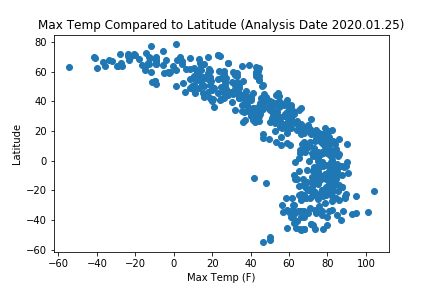 Max Temp Compared to Latitude (Analysis Date 2020.01.25)
80
60
40
20
0
−20
−40
−60
Latitude
−60 −40 −20 0 20 40 60 80 100
Max Temp (F)